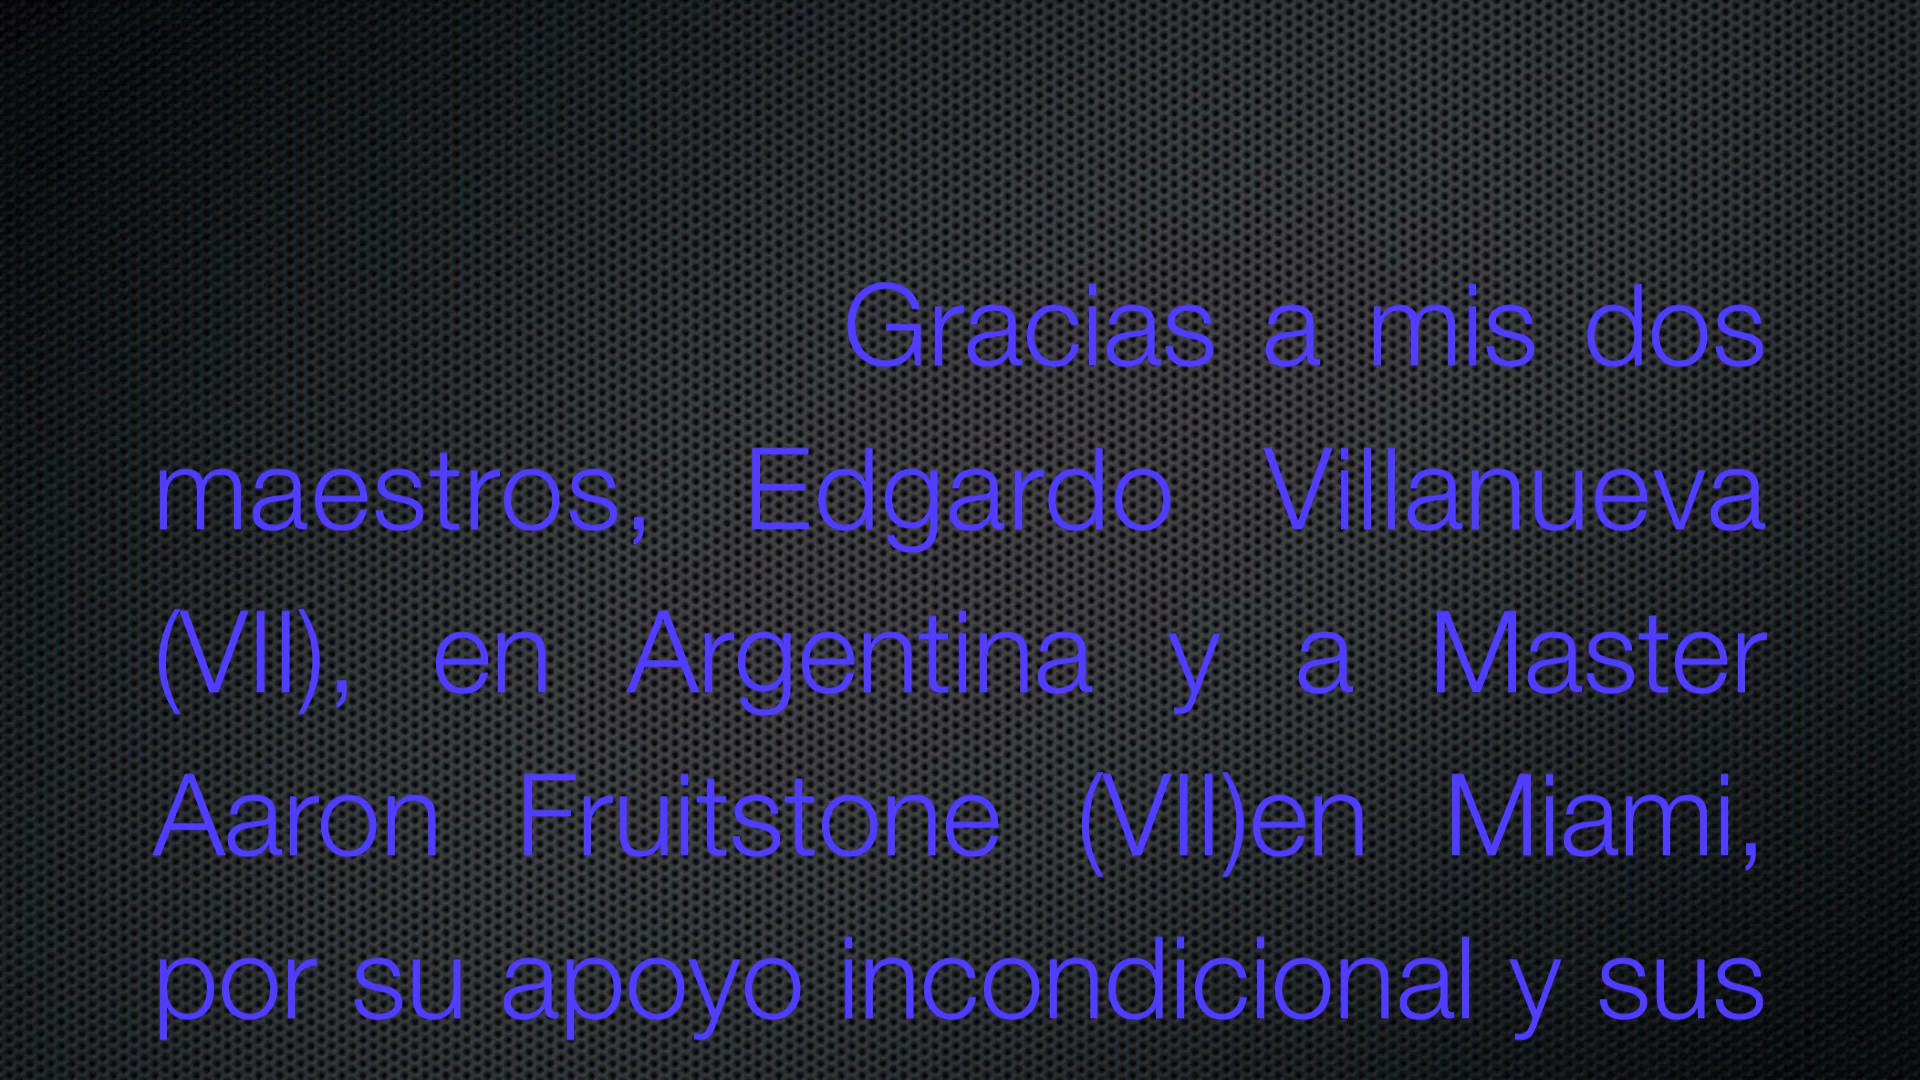 Gracias a mis dos
maestros, Edgardo Villanueva
(VII), en Argentina y a Master
Aaron Fruitstone (VII)en Miami,
por su apoyo incondicional y sus